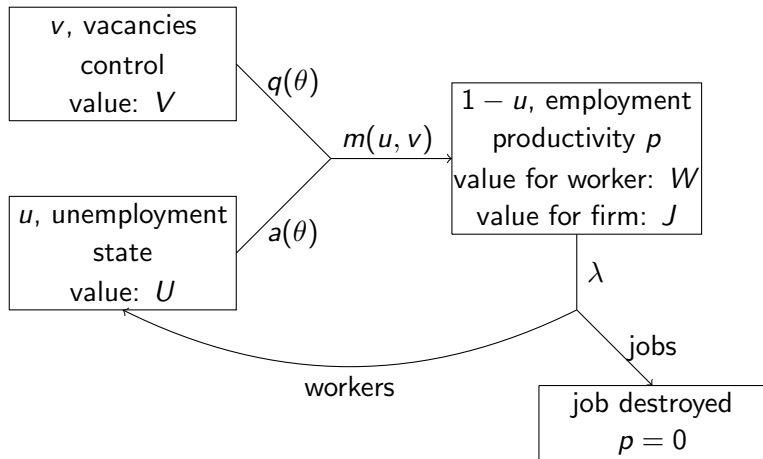 v, vacancies
control
value: V
q(θ)
m(u, v)
1 − u, employment
productivity p
value for worker: W
value for firm: J
u, unemployment
state
value: U
a(θ)
λ
jobs
workers
job destroyed
p = 0